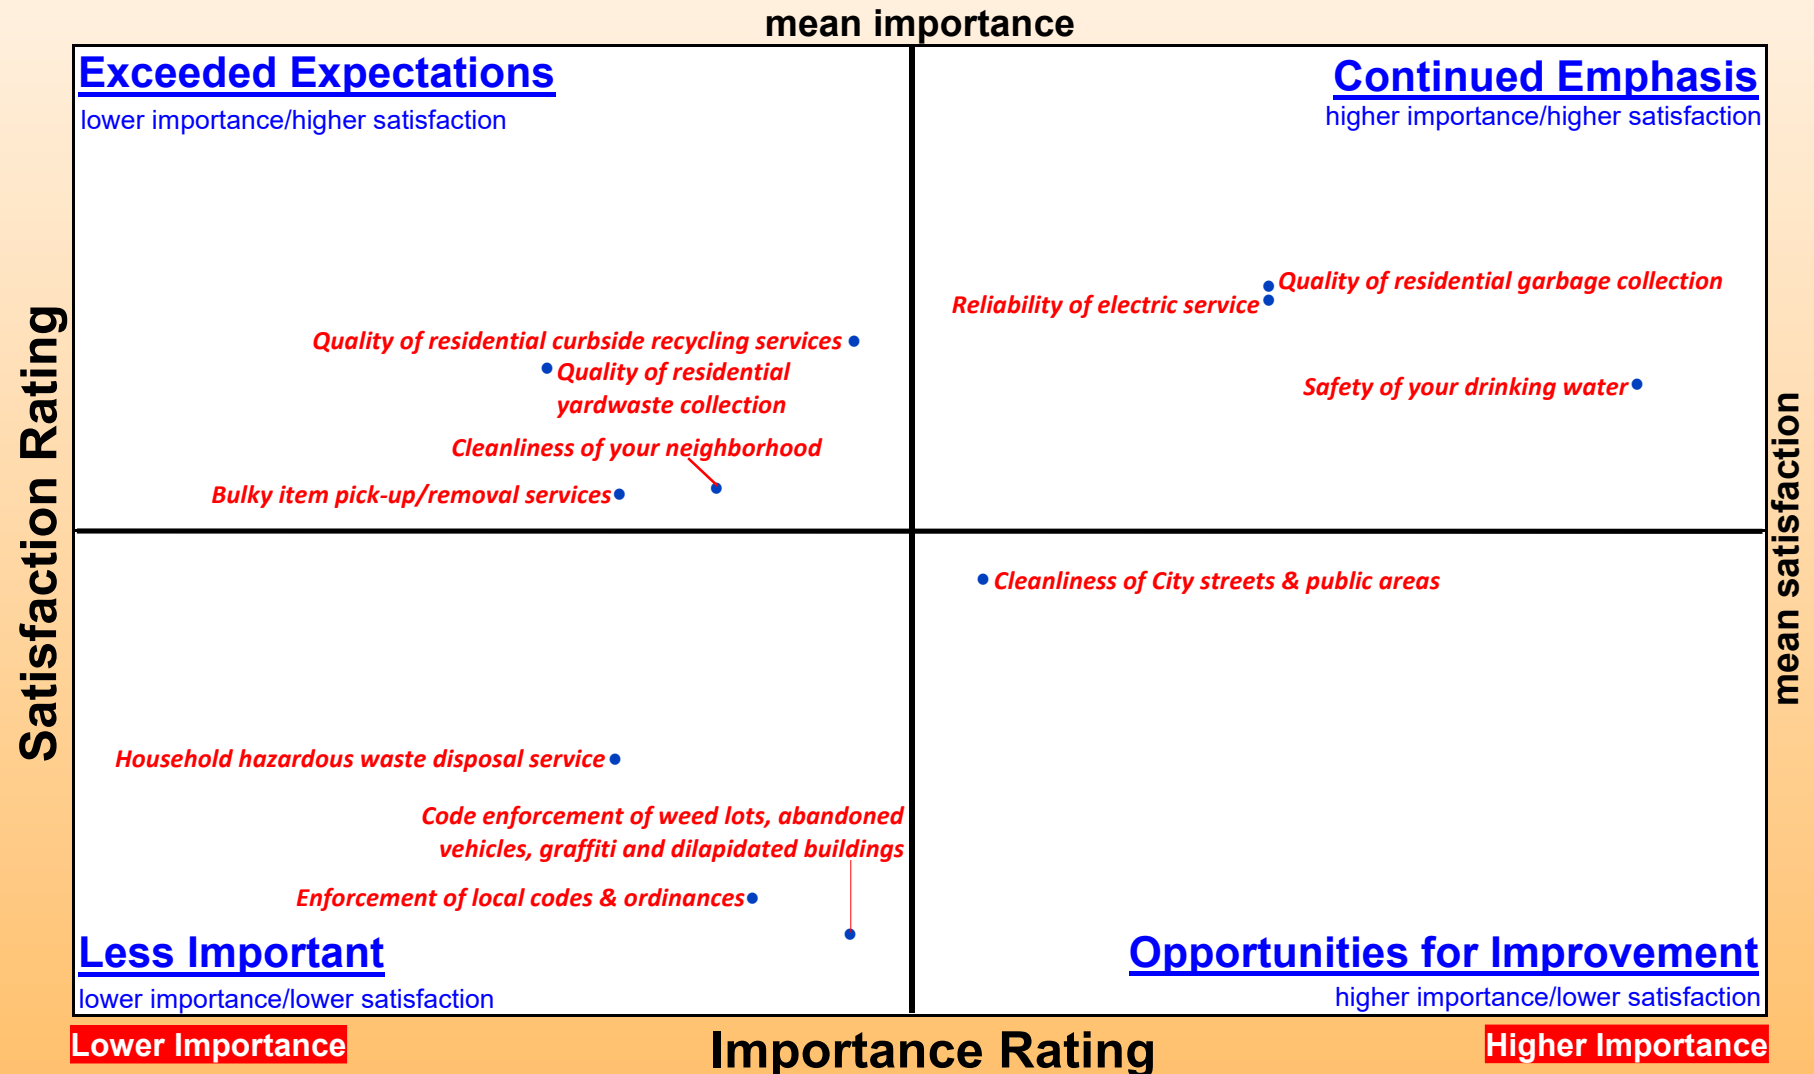 mean importance
Exceeded Expectations
lower importance/higher satisfaction
Continued Emphasis
higher importance/higher satisfaction
Quality of residential garbage collection
Reliability of electric service
Quality of residential curbside recycling services
Quality of residential
yardwaste collection
Safety of your drinking water
Cleanliness of your neighborhood
Bulky item pick-up/removal services
Satisfaction Rating
mean satisfaction
Cleanliness of City streets & public areas
Household hazardous waste disposal service
Code enforcement of weed lots, abandoned
vehicles, graffiti and dilapidated buildings
Enforcement of local codes & ordinances
Less Important
lower importance/lower satisfaction
Opportunities for Improvement
higher importance/lower satisfaction
Lower Importance
Importance Rating
Higher Importance